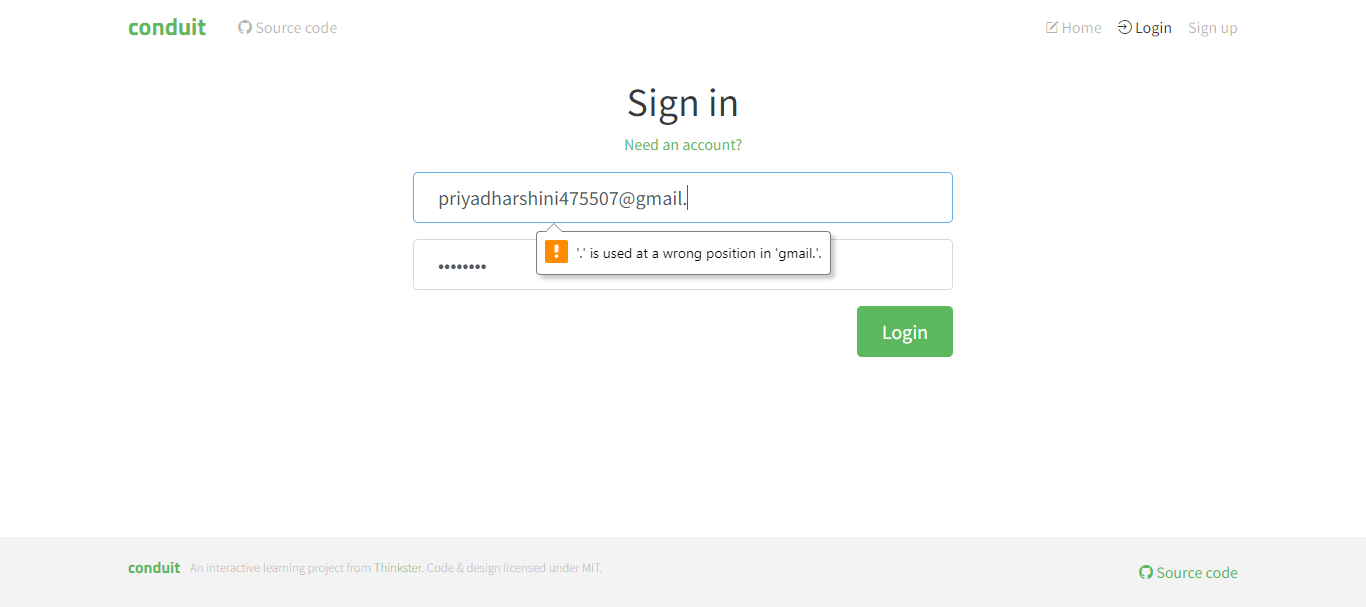 conduit Source code Home Login Sign up
Sign in
Need an account?
priyadharshini475507@gmail.
'.' is used at a wrong position in 'gmail.'.
••••••••
Login
conduit An interactive learning project from Thinkster. Code & design licensed under MIT. Source code